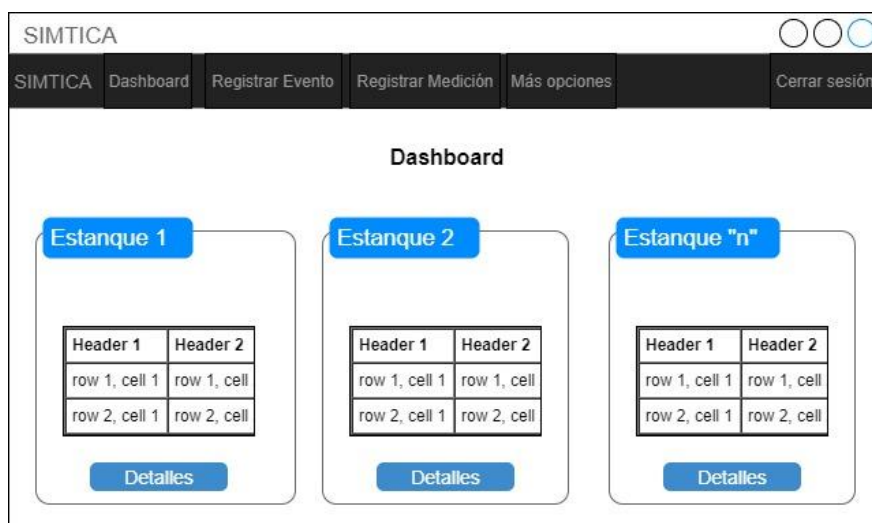 SIMTICA
SIMTICA Dashboard Registrar Evento Registrar Medición Más opciones Cerrar sesión
Dashboard
Estanque 1 Estanque 2 Estanque "n"
Header 1 Header 2 Header 1 Header 2 Header 1 Header 2
row 1, cell 1 row 1, cell row 1, cell 1 row 1, cell row 1, cell 1 row 1, cell
row 2, cell 1 row 2, cell row 2, cell 1 row 2, cell row 2, cell 1 row 2, cell
Detalles Detalles Detalles